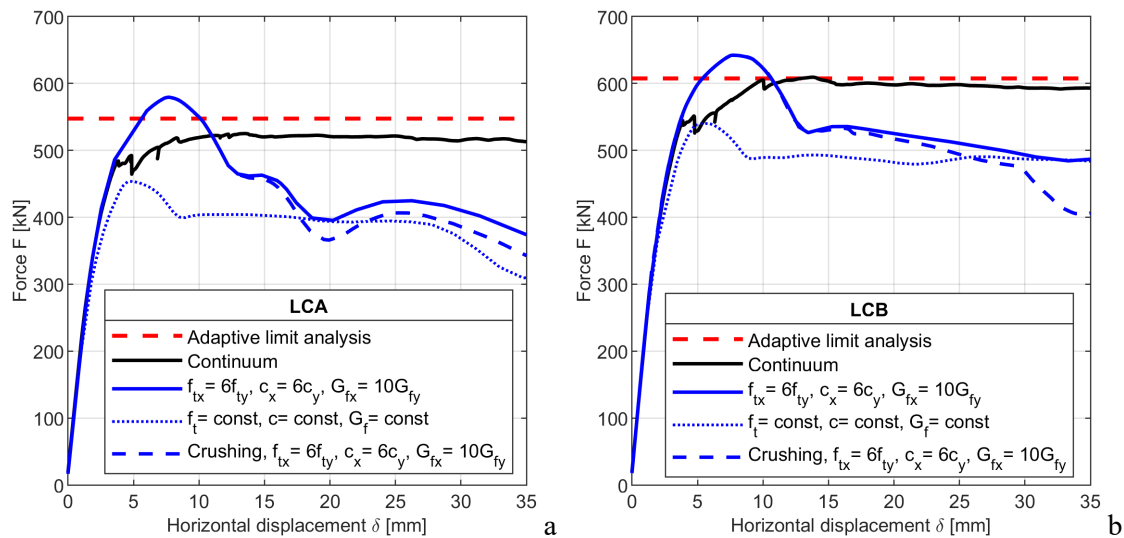 700
600
500
400
300
200
100
0
Force F [kN]
LCA
Adaptive limit analysis
Continuum
f_tx= 6f_ty, c_x= 6c_y, G_fx= 10G_fy
f_t= const, c= const, G_f= const
Crushing, f_tx= 6f_ty, c_x= 6c_y, G_fx= 10G_fy
0 5 10 15 20 25 30 35
Horizontal displacement δ [mm]
a
700
600
500
400
300
200
100
0
Force F [kN]
LCB
Adaptive limit analysis
Continuum
f_tx= 6f_ty, c_x= 6c_y, G_fx= 10G_fy
f_t= const, c= const, G_f= const
Crushing, f_tx= 6f_ty, c_x= 6c_y, G_fx= 10G_fy
0 5 10 15 20 25 30 35
Horizontal displacement δ [mm]
b